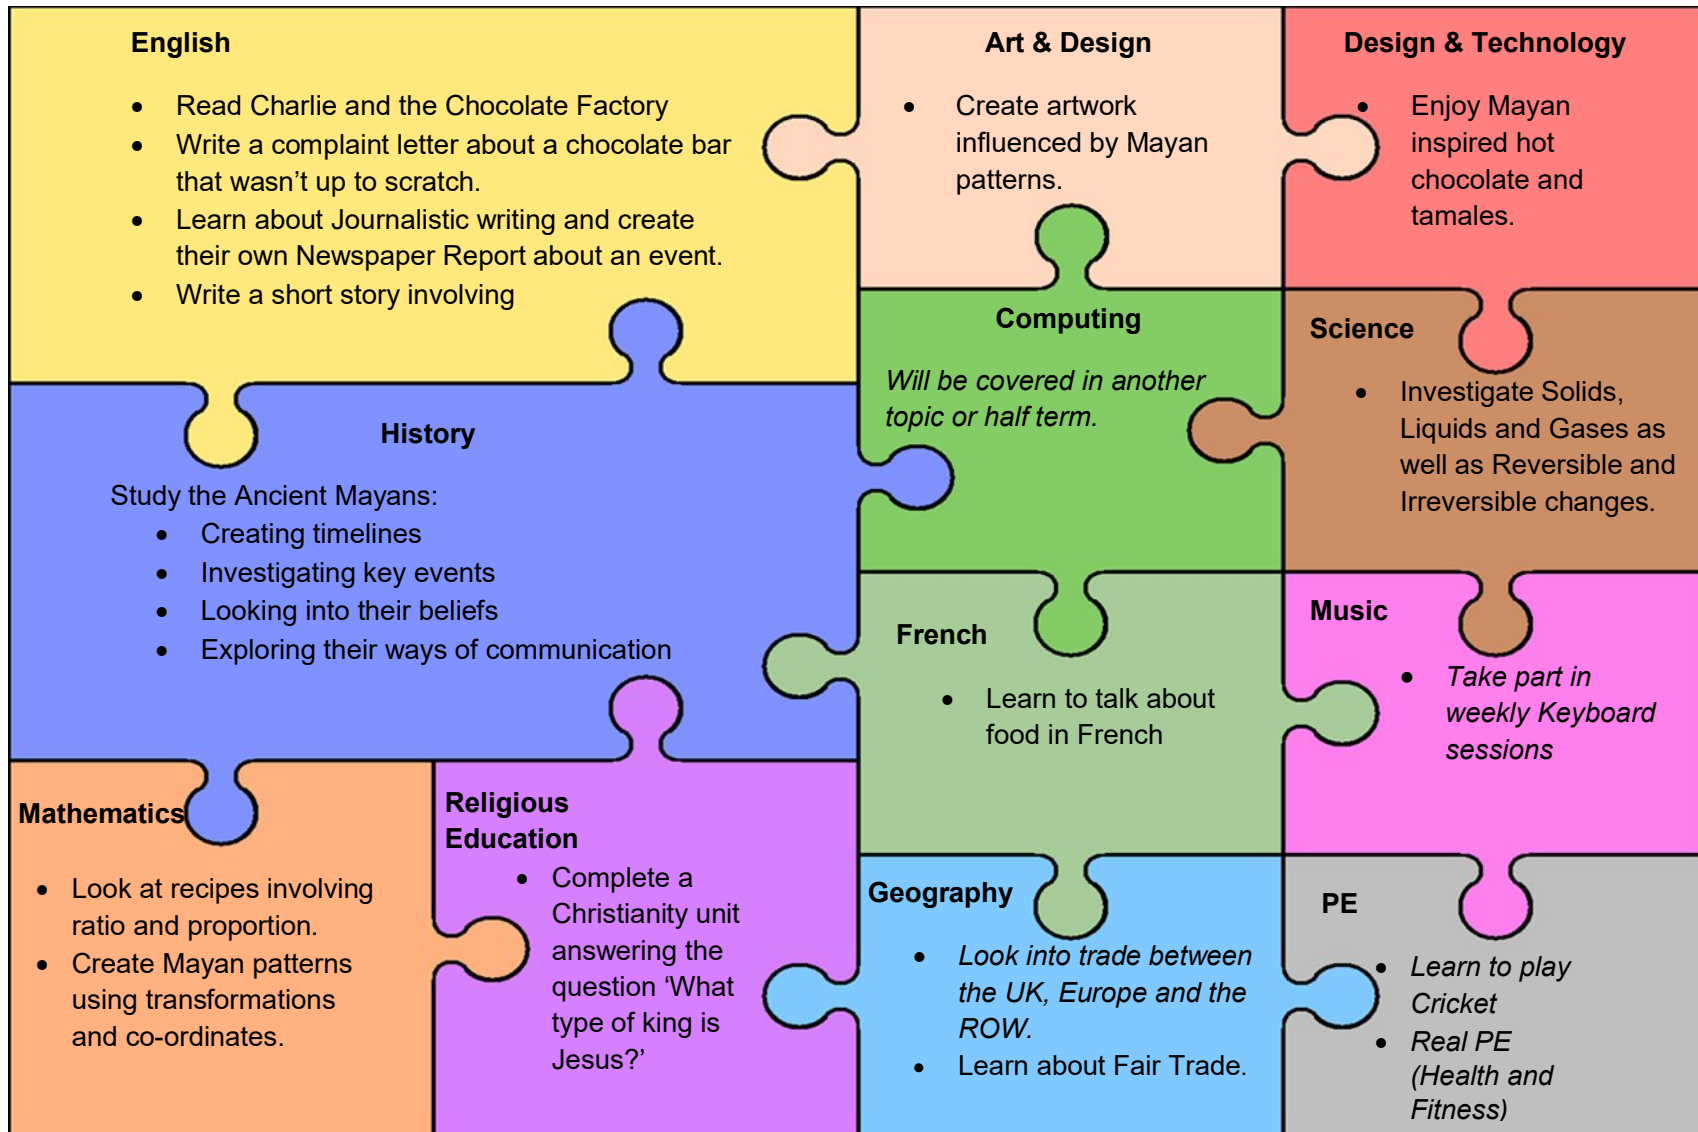 English
• Read Charlie and the Chocolate Factory
• Write a complaint letter about a chocolate bar
that wasn’t up to scratch.
• Learn about Journalistic writing and create
their own Newspaper Report about an event.
• Write a short story involving
Art & Design
• Create artwork
influenced by Mayan
patterns.
Design & Technology
• Enjoy Mayan
inspired hot
chocolate and
tamales.
History
Study the Ancient Mayans:
• Creating timelines
• Investigating key events
• Looking into their beliefs
• Exploring their ways of communication
Computing
Will be covered in another
topic or half term.
Science
• Investigate Solids,
Liquids and Gases as
well as Reversible and
Irreversible changes.
French
• Learn to talk about
food in French
Music
• Take part in
weekly Keyboard
sessions
Mathematics
• Look at recipes involving
ratio and proportion.
• Create Mayan patterns
using transformations
and co-ordinates.
Religious
Education
• Complete a
Christianity unit
answering the
question ‘What
type of king is
Jesus?’
Geography
• Look into trade between
the UK, Europe and the
ROW.
• Learn about Fair Trade.
PE
• Learn to play
Cricket
• Real PE
(Health and
Fitness)